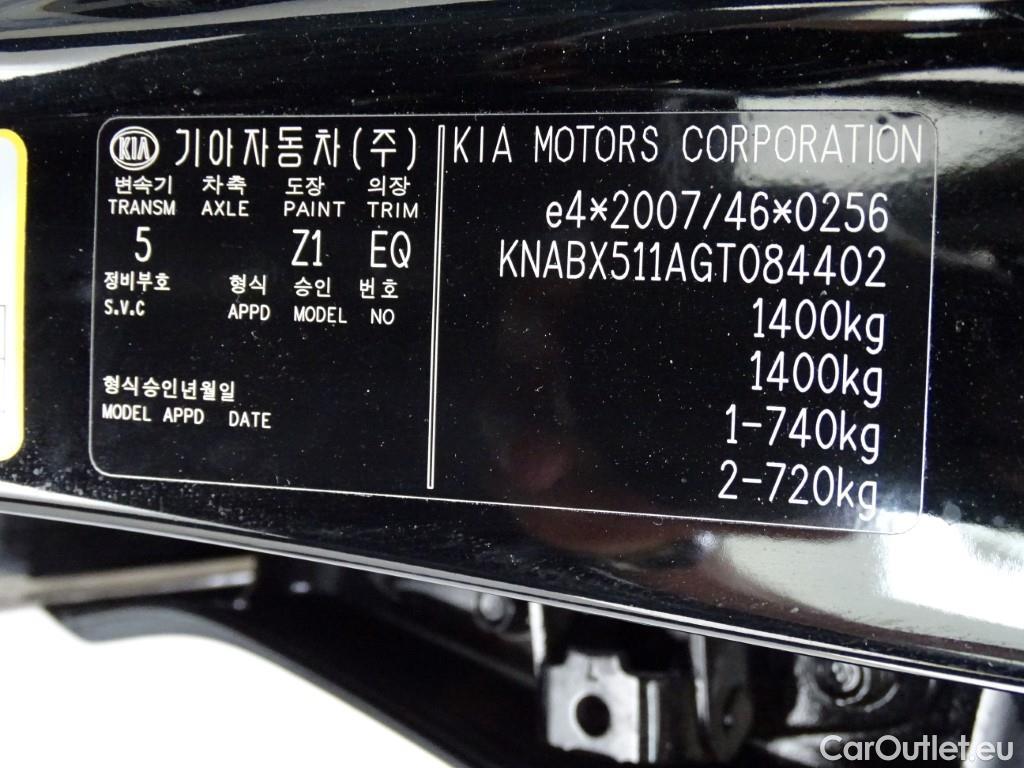 KIA 기아자동차(주)
변속기 차축 도장 의장
TRANSM AXLE PAINT TRIM
5 Z1 EQ
정비부호 형식 승인 번호
S.V.C APPD MODEL NO
형식승인년월일
MODEL APPD DATE
KIA MOTORS CORPORATION
e4*2007/46*0256
KNABX511AGT084402
1400kg
1400kg
1-740kg
2-720kg
CarOutlet.eu